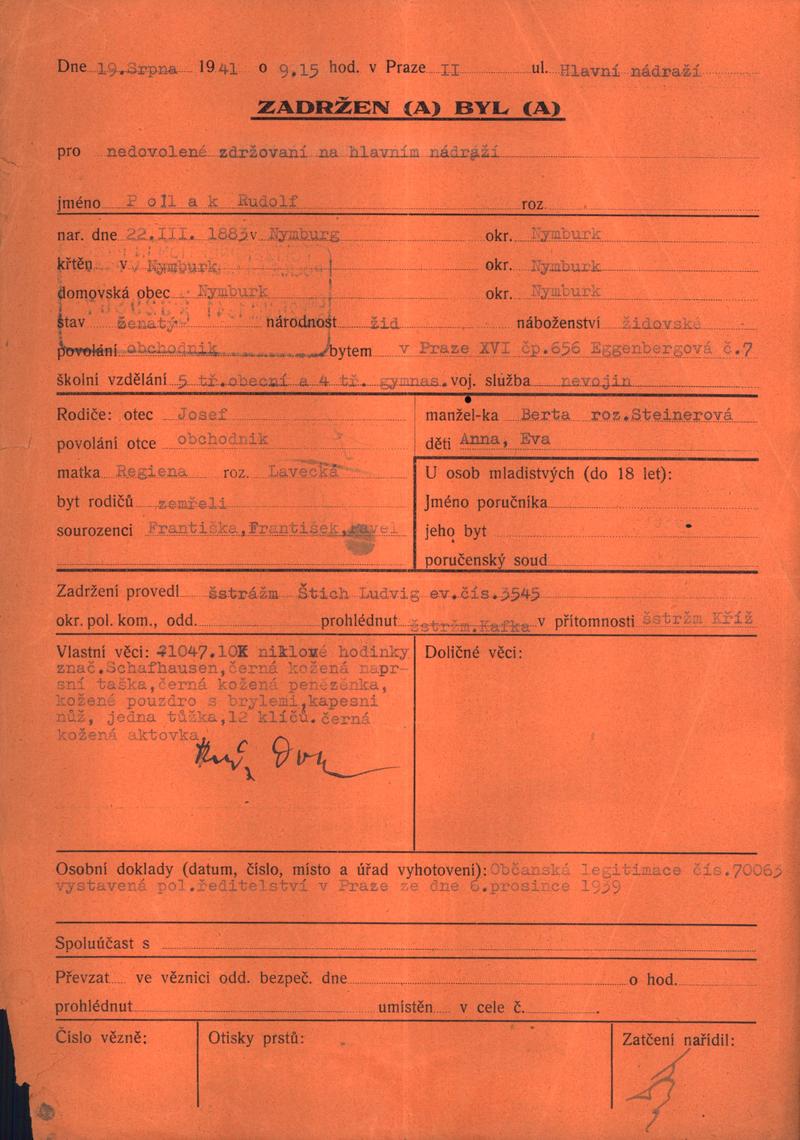 Dne 19.Srpna 1941 o 9.15 hod. v Praze II ul. Hlavní nádraží
ZADRŽEN (A) BYL (A)
pro nedovolené zdržovaní na hlavním nádraží
jméno P o l l a k Rudolf roz.
nar. dne 22.III. 1883 v Nymburg okr. Nymburk
křtěn v Nymburk okr. Nymburk
domovská obec Nymburk okr. Nymburk
stav ženatý národnost žid náboženství židovské
povolání obchodník bytem v Praze XVI čp.656 Eggenbergová č.7
školní vzdělání 5 tř.obecní a 4 tř. gymnas. voj. služba nevojin
Rodiče: otec Josef manžel-ka Berta roz.Steinerová
povolání otce obchodník děti Anna, Eva
matka Regiena roz. Lavecká U osob mladistvých (do 18 let):
byt rodičů zemřeli Jméno poručníka
sourozenci Františka,František, jeho byt
poručenský soud
Zadržení provedl šstrážm Štich Ludvig ev.čís.3545
okr. pol. kom., odd. prohlédnut šstržm.Kafka v přítomnosti šstržm Kříž
Vlastní věci: 1047.10K niklové hodinky Doličné věci:
znač.Schafhausen,černá kožená napr-
sní taška,černá kožená penězenka,
kožené pouzdro s brylemi,kapesní
nůž, jedna tůžka,12 klíčů.černá
kožená aktovka.
Osobní doklady (datum, číslo, místo a úřad vyhotovení): Občanská legitimace čís.70063
vystavená pol.ředitelství v Praze ze dne 6.prosince 1939
Spoluúčast s
Převzat ve věznici odd. bezpeč. dne o hod.
prohlédnut umístěn v cele č.
Číslo vězně: Otisky prstů: Zatčení nařídil: